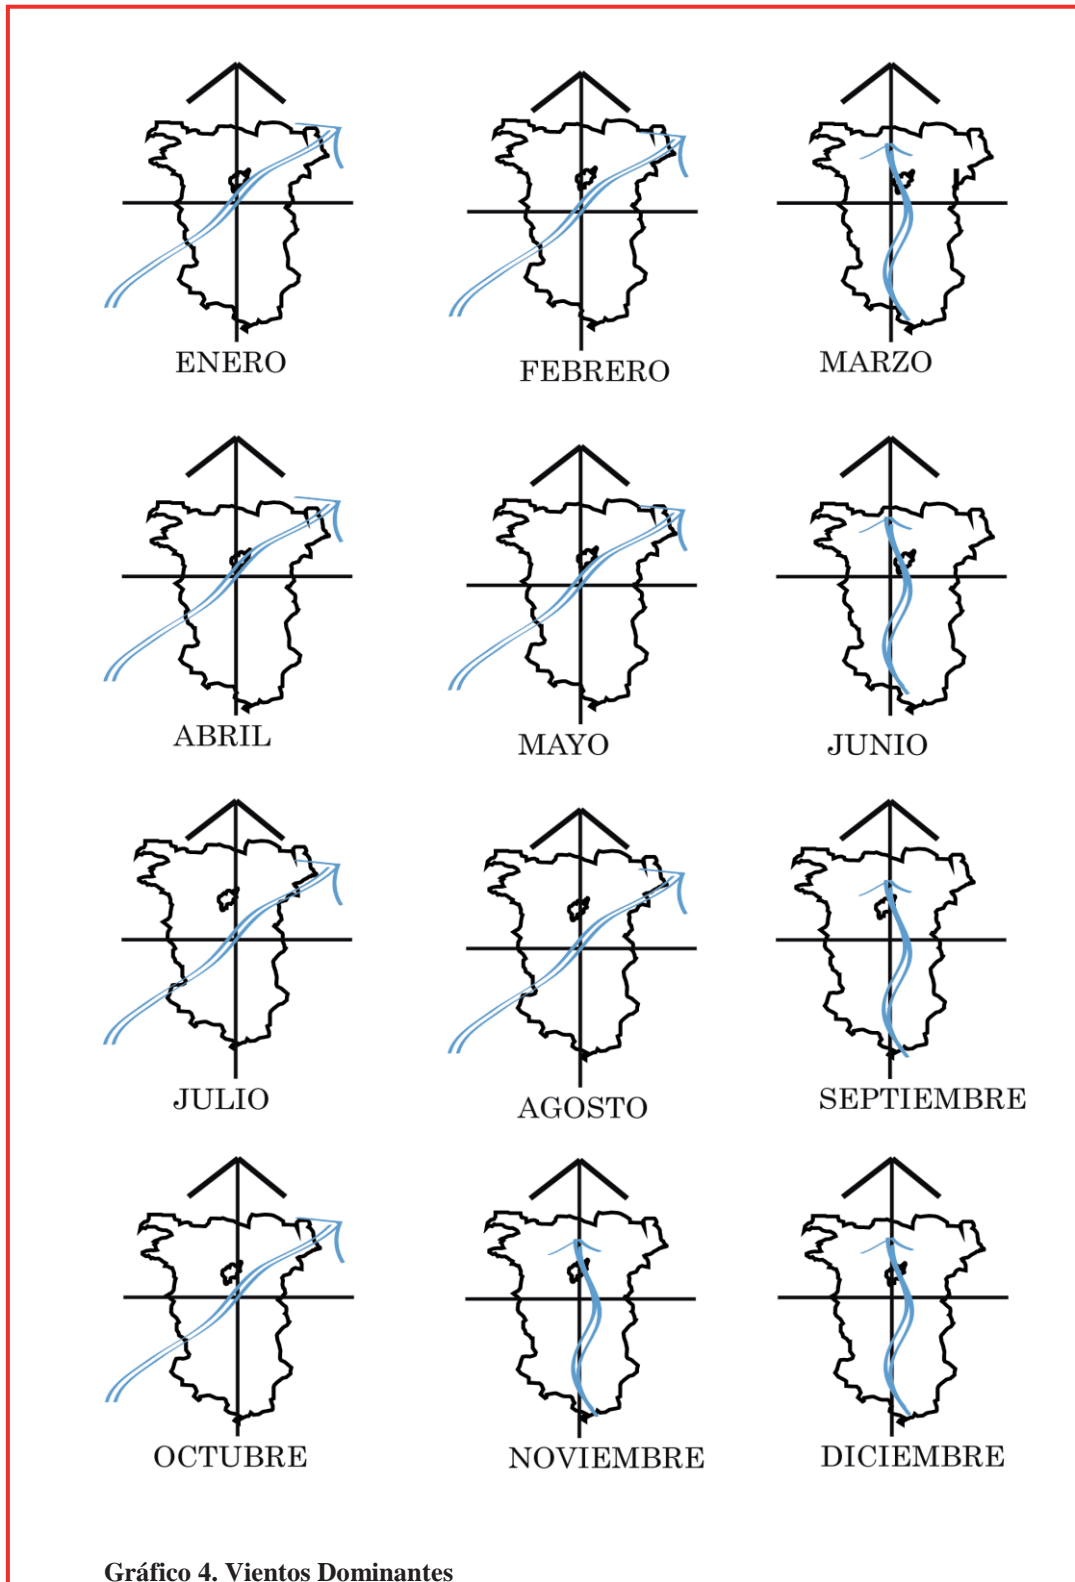 ENERO
FEBRERO
MARZO
ABRIL
MAYO
JUNIO
JULIO
AGOSTO
SEPTIEMBRE
OCTUBRE
NOVIEMBRE
DICIEMBRE
Gráfico 4. Vientos Dominantes